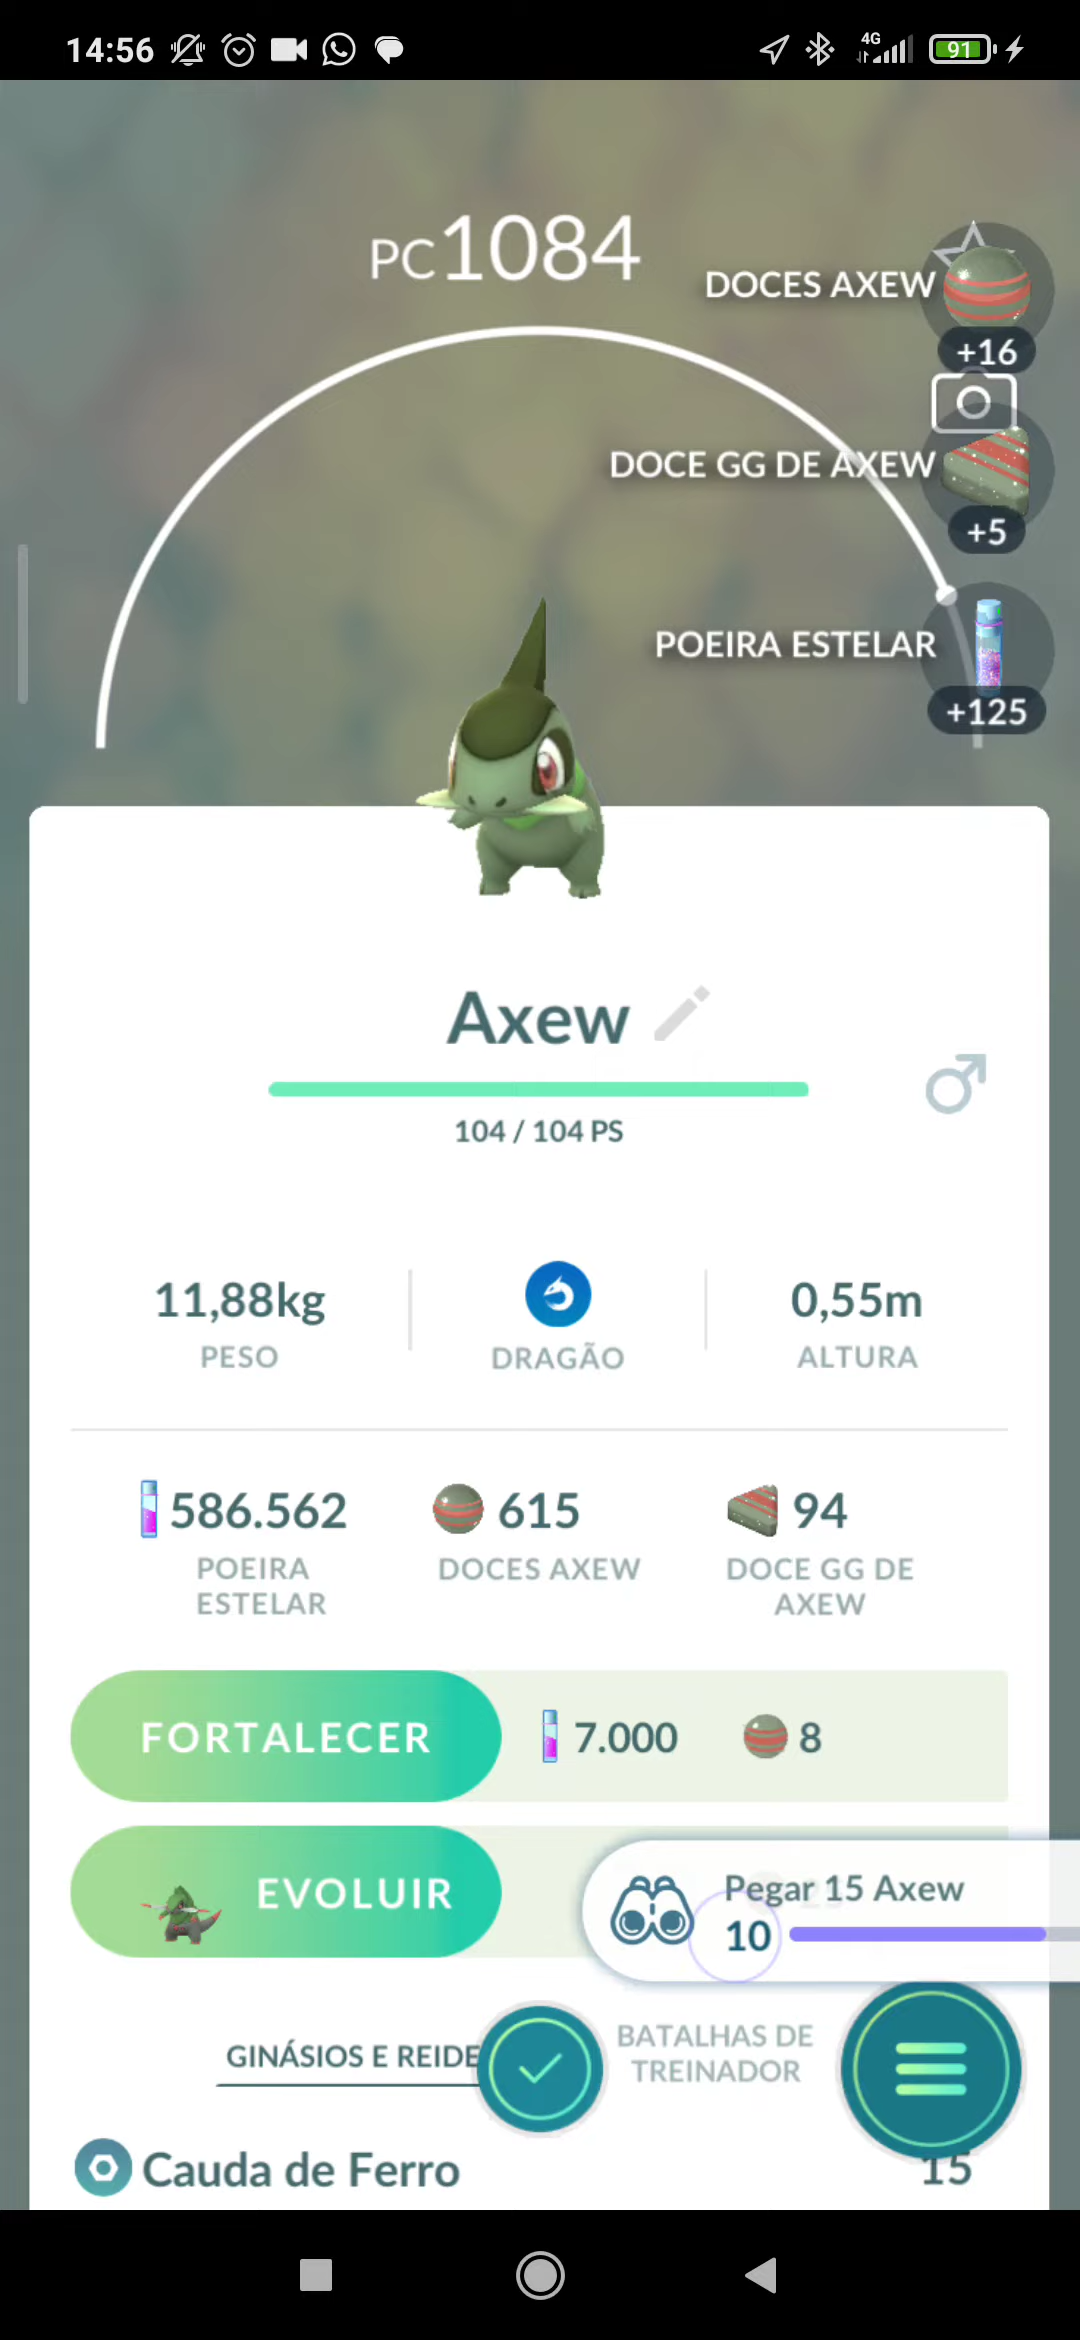 14:56
4G
91
PC1084
DOCES AXEW
+16
DOCE GG DE AXEW
+5
POEIRA ESTELAR
+125
Axew
104 / 104 PS
11,88kg
PESO
DRAGÃO
0,55m
ALTURA
586.562
POEIRA
ESTELAR
615
DOCES AXEW
94
DOCE GG DE
AXEW
FORTALECER
7.000
8
EVOLUIR
Pegar 15 Axew
10
GINÁSIOS E REIDE
BATALHAS DE
TREINADOR
Cauda de Ferro
15